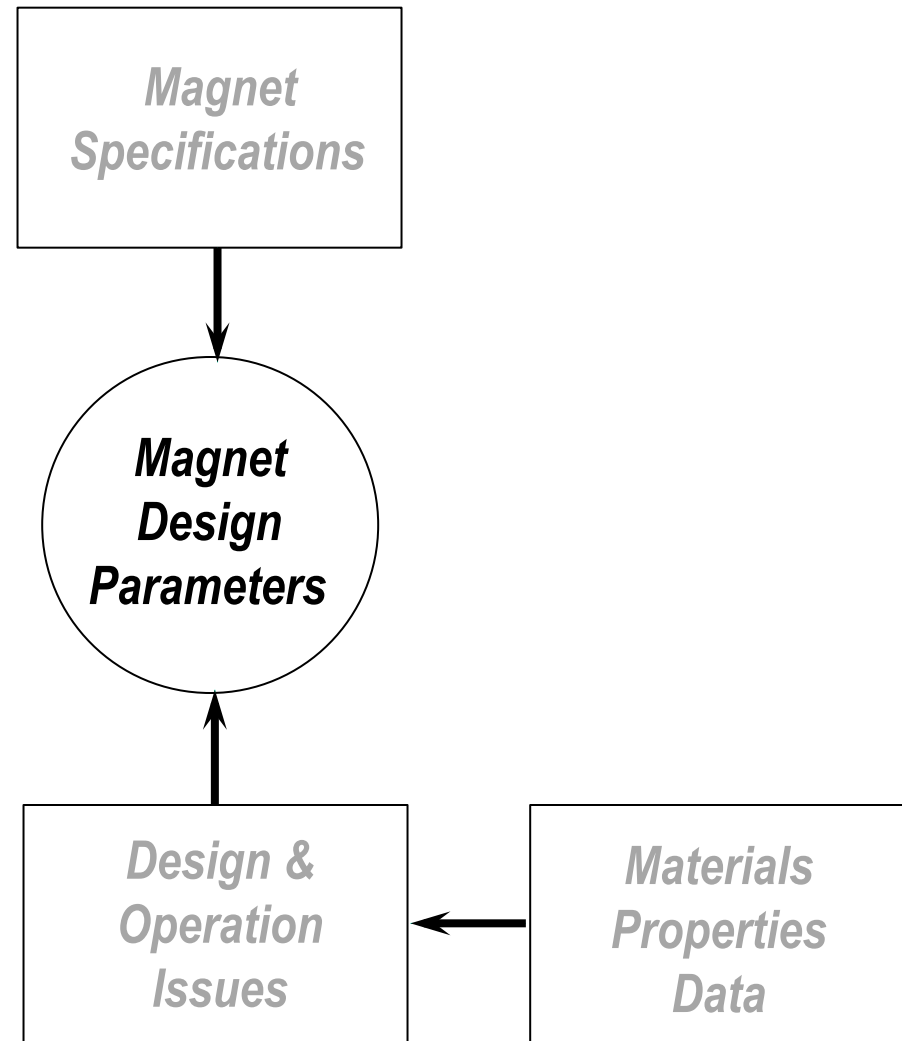 Magnet
Specifications
Magnet
Design
Parameters
Design &
Operation
Issues
Materials
Properties
Data